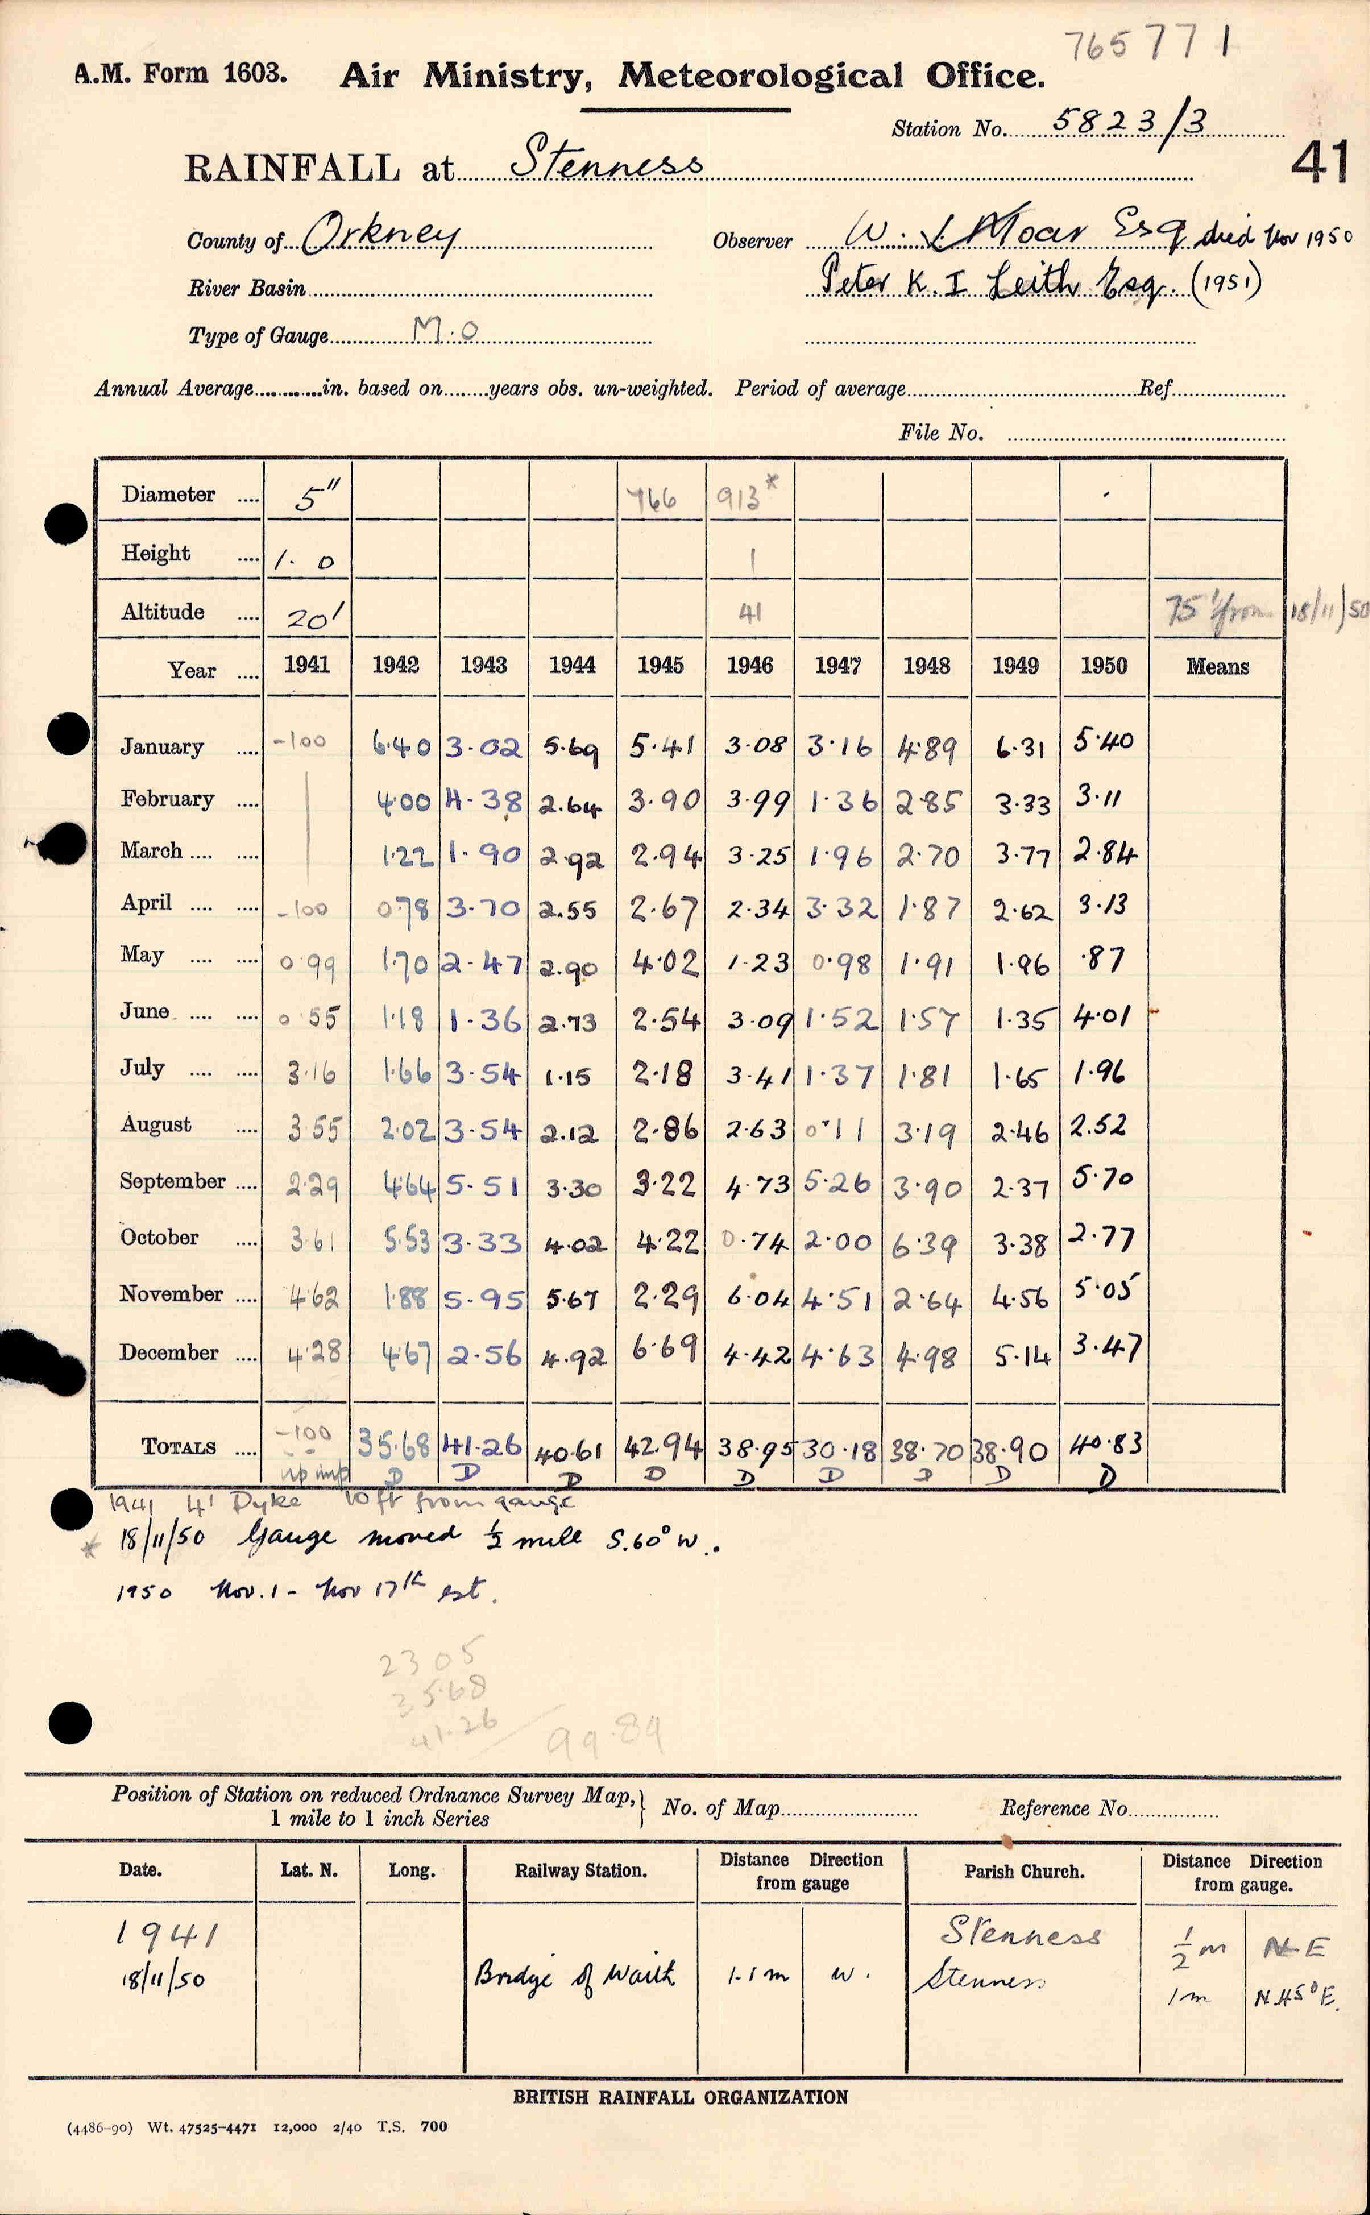 765771
A.M. Form 1603. Air Ministry, Meteorological Office.
Station No. 5823/3
41
RAINFALL at Stenness
County of Orkney Observer W. Moar Esq died Nov 1950
River Basin Peter K. I Leith Esq. (1951)
Type of Gauge M.O
Annual Average in. based on years obs. un-weighted. Period of average Ref.
File No.
Diameter .... 5" 766 913*
Height .... 1. 0 1
Altitude .... 20' 41 75' from 18/11/50
Year .... 1941 1942 1943 1944 1945 1946 1947 1948 1949 1950 Means
January .... -100 6.40 3.02 5.69 5.41 3.08 3.16 4.89 6.31 5.40
February .... 4.00 4.38 2.64 3.90 3.99 1.36 2.85 3.33 3.11
March .... .... 1.22 1.90 2.92 2.94 3.25 1.96 2.70 3.77 2.84
April .... .... -100 0.78 3.70 2.55 2.67 2.34 3.32 1.87 2.62 3.13
May .... .... 0.99 1.70 2.47 2.90 4.02 1.23 0.98 1.91 1.96 .87
June .... .... 0.55 1.18 1.36 2.73 2.54 3.09 1.52 1.57 1.35 4.01
July .... .... 3.16 1.66 3.54 1.15 2.18 3.41 1.37 1.81 1.65 1.96
August .... 3.55 2.02 3.54 2.12 2.86 2.63 0.11 3.19 2.46 2.52
September .... 2.29 4.64 5.51 3.30 3.22 4.73 5.26 3.90 2.37 5.70
October .... 3.61 5.53 3.33 4.02 4.22 0.74 2.00 6.39 3.38 2.77
November .... 4.62 1.88 5.95 5.67 2.29 6.04 4.51 2.64 4.56 5.05
December .... 4.28 4.67 2.56 4.92 6.69 4.42 4.63 4.98 5.14 3.47
TOTALS .... -100 35.68 41.26 40.61 42.94 38.95 30.18 38.70 38.90 40.83
D D D D D D D D D
1941 4' Dyke 10ft from gauge
* 18/11/50 Gauge moved ½ mile S.60° W.
1950 Nov. 1 - Nov 17th est.
23 05
35.68
41.26
99.89
Position of Station on reduced Ordnance Survey Map, } No. of Map Reference No.
1 mile to 1 inch Series
Date. Lat. N. Long. Railway Station. Distance Direction from gauge Parish Church. Distance Direction from gauge.
1941 Stenness ½ m N E
18/11/50 Bridge of Waith 1.1 m W. Stenness 1 m N 45° E.
BRITISH RAINFALL ORGANIZATION
(4486-90) Wt. 47525-4471 12,000 2/40 T.S. 700